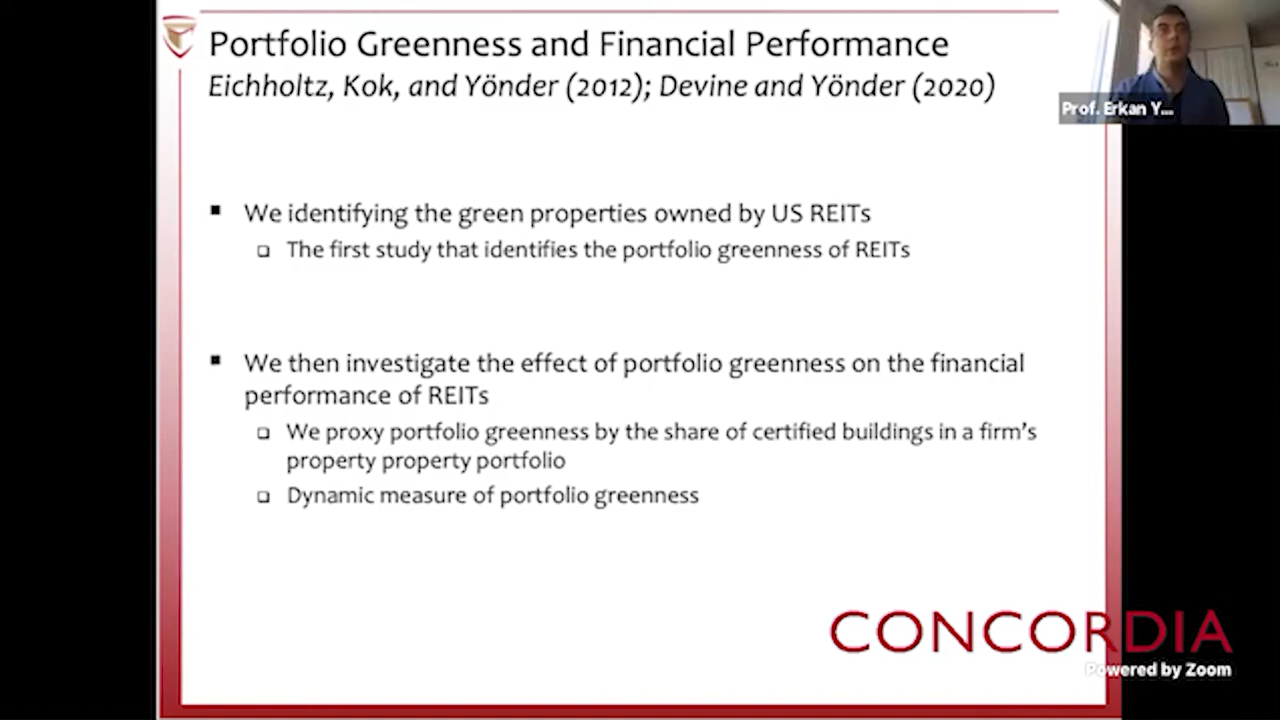 Portfolio Greenness and Financial Performance
Eichholtz, Kok, and Yönder (2012); Devine and Yönder (2020)
Prof. Erkan Y...
We identifying the green properties owned by US REITs
The first study that identifies the portfolio greenness of REITs
We then investigate the effect of portfolio greenness on the financial
performance of REITs
We proxy portfolio greenness by the share of certified buildings in a firm's
property property portfolio
Dynamic measure of portfolio greenness
CONCORDIA
Powered by Zoom